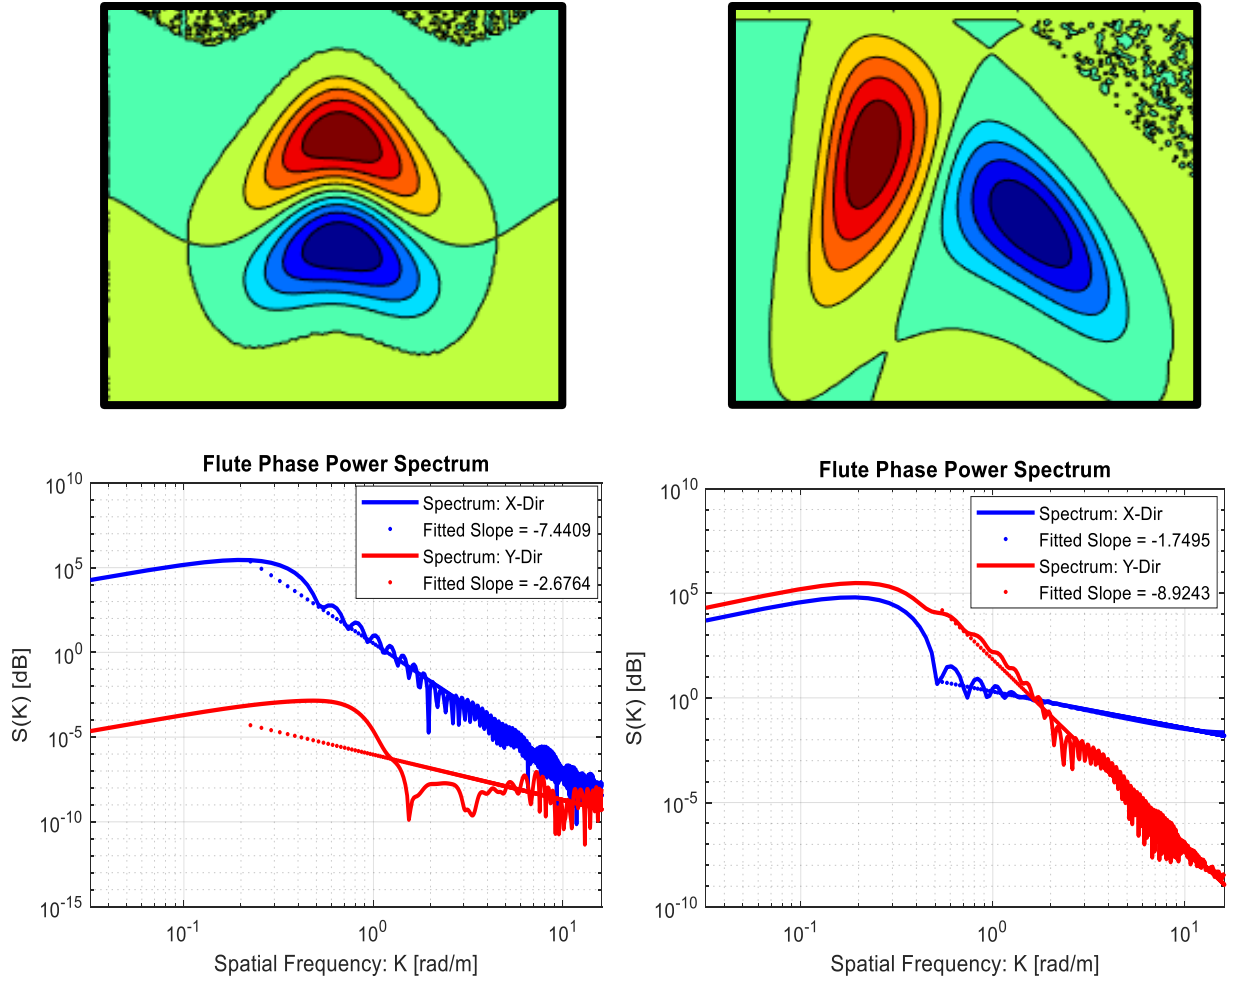 Flute Phase Power Spectrum
10^10
10^5
10^0
10^-5
10^-10
10^-15
S(K) [dB]
Spectrum: X-Dir
Fitted Slope = -7.4409
Spectrum: Y-Dir
Fitted Slope = -2.6764
10^-1
10^0
10^1
Spatial Frequency: K [rad/m]
Flute Phase Power Spectrum
10^10
10^5
10^0
10^-5
10^-10
S(K) [dB]
Spectrum: X-Dir
Fitted Slope = -1.7495
Spectrum: Y-Dir
Fitted Slope = -8.9243
10^-1
10^0
10^1
Spatial Frequency: K [rad/m]